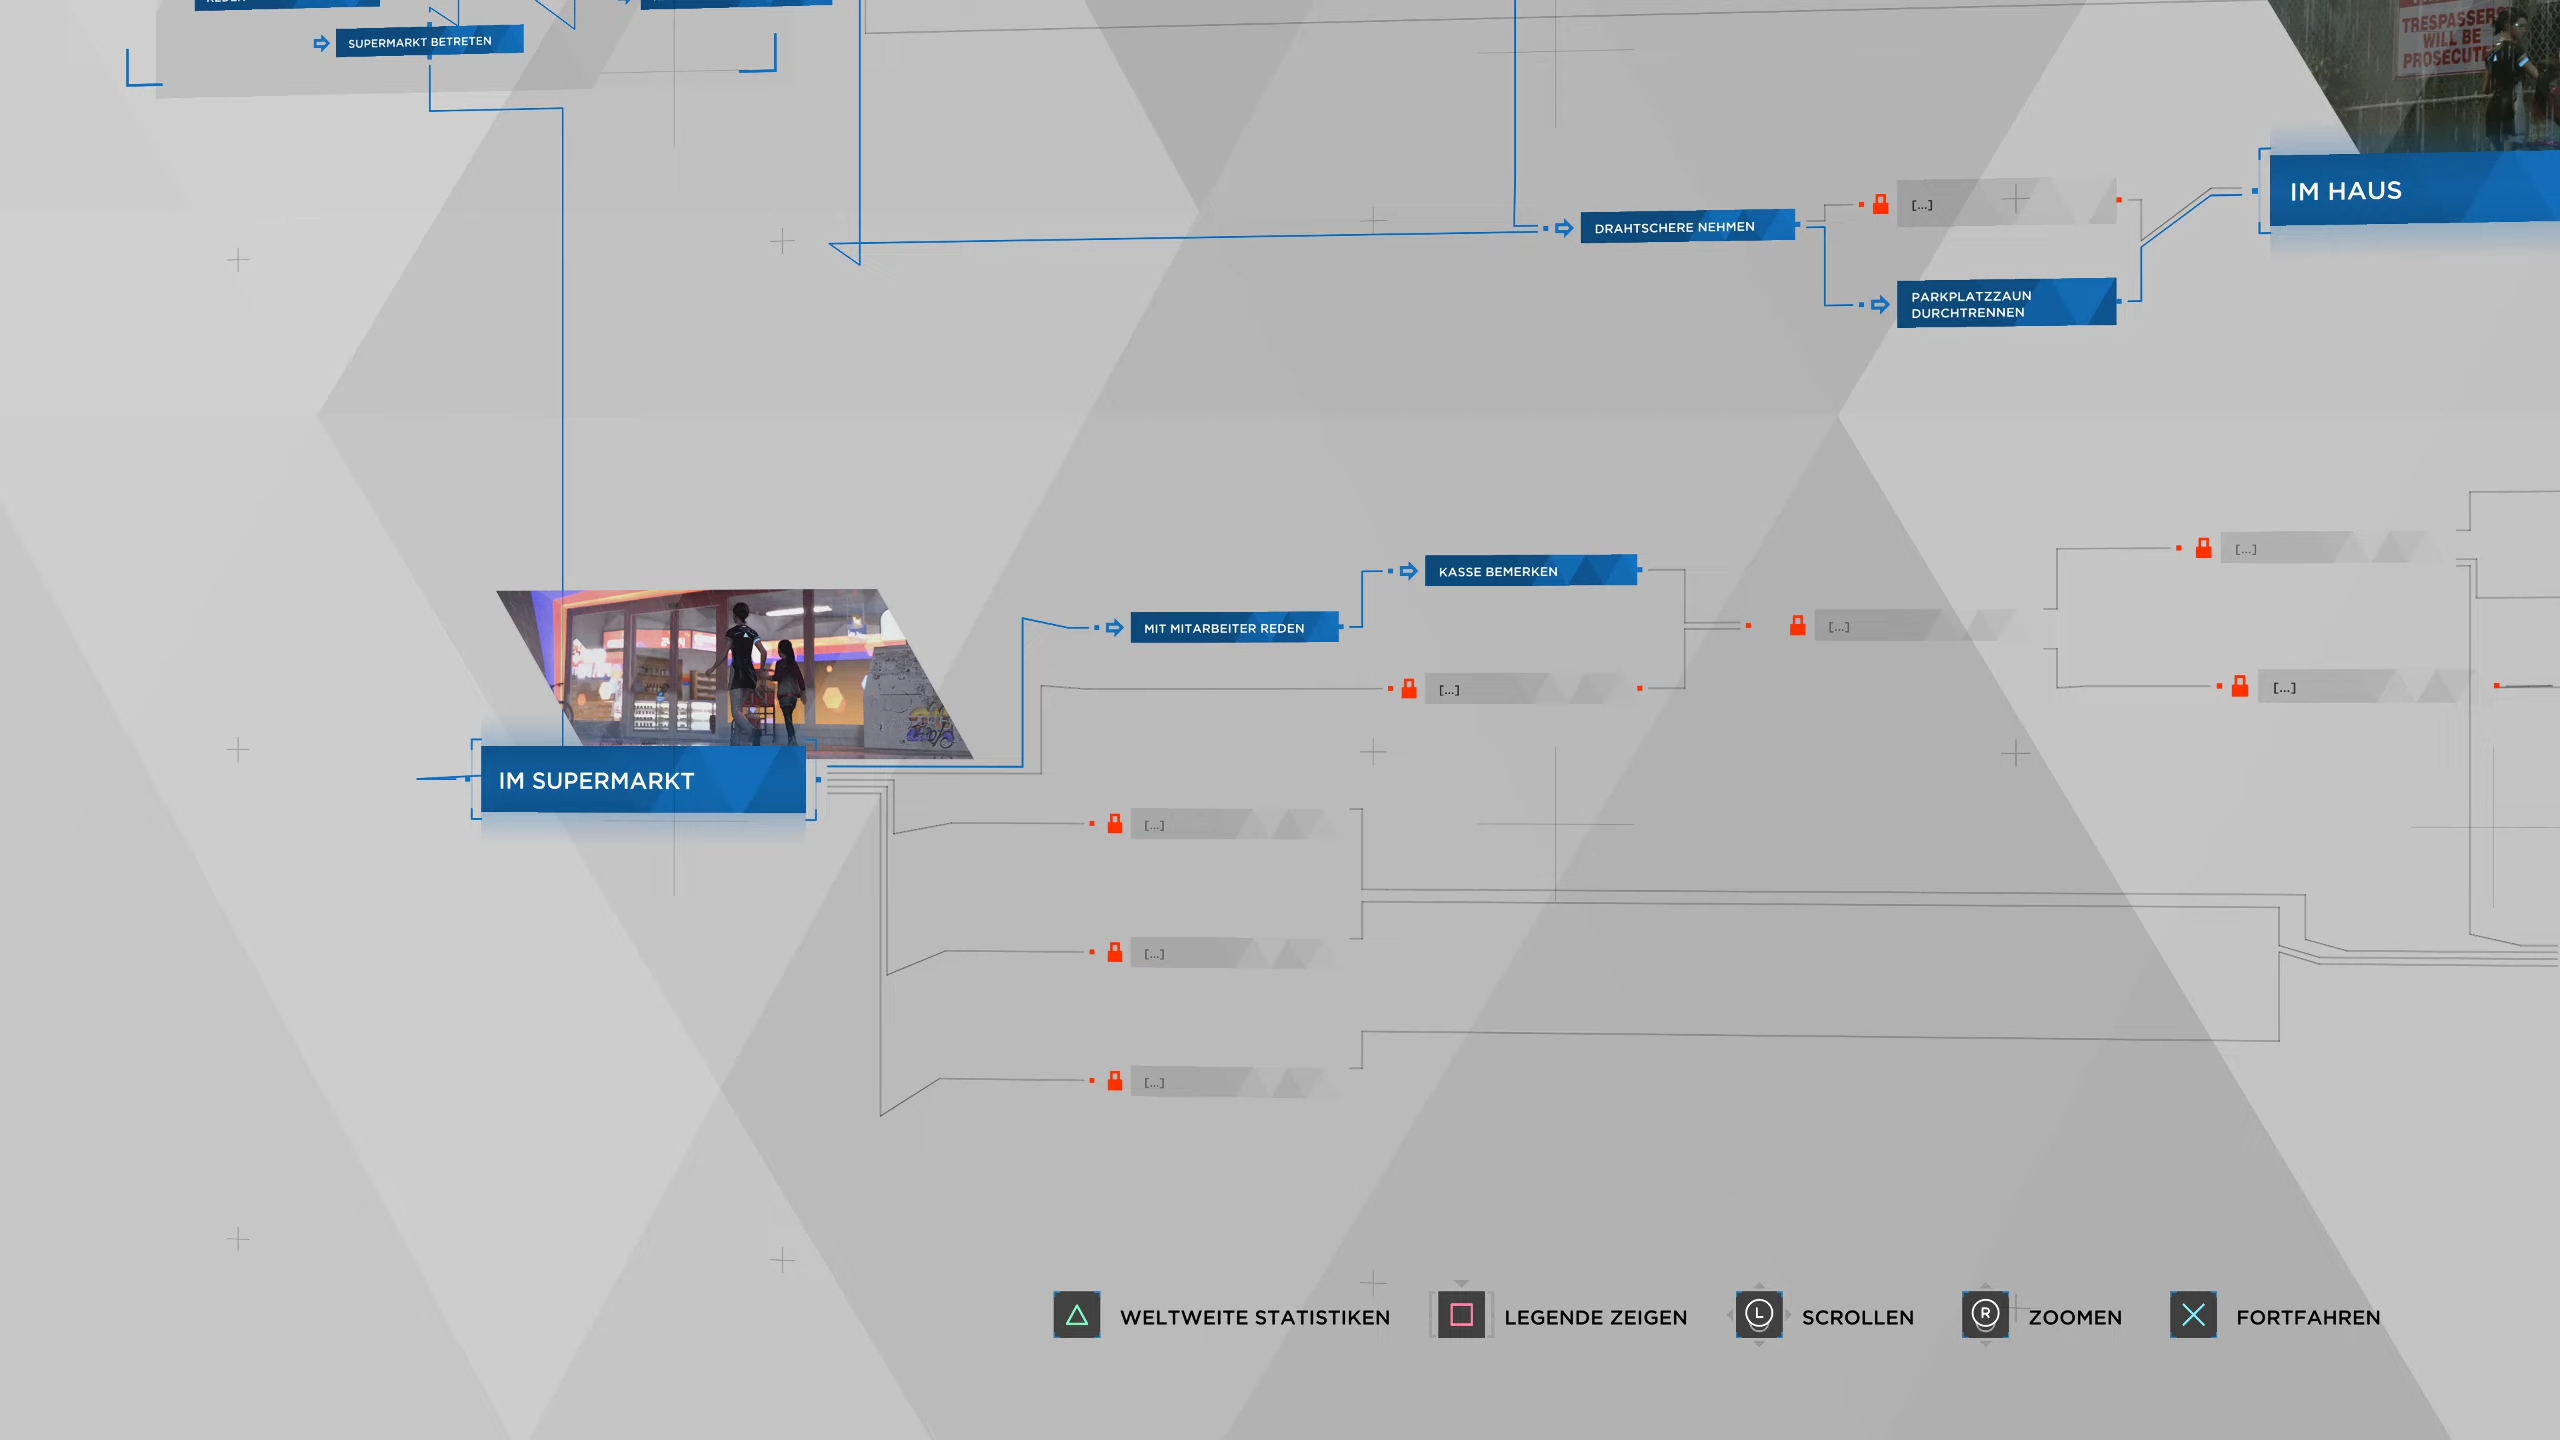 REDEN
SUPERMARKT BETRETEN
TRESPASSERS
WILL BE
DRAHTSCHERE NEHMEN
[...]
PARKPLATZZAUN
DURCHTRENNEN
IM HAUS
MIT MITARBEITER REDEN
KASSE BEMERKEN
[...]
[...]
[...]
[...]
IM SUPERMARKT
[...]
[...]
[...]
WELTWEITE STATISTIKEN
LEGENDE ZEIGEN
L SCROLLEN
R ZOOMEN
FORTFAHREN